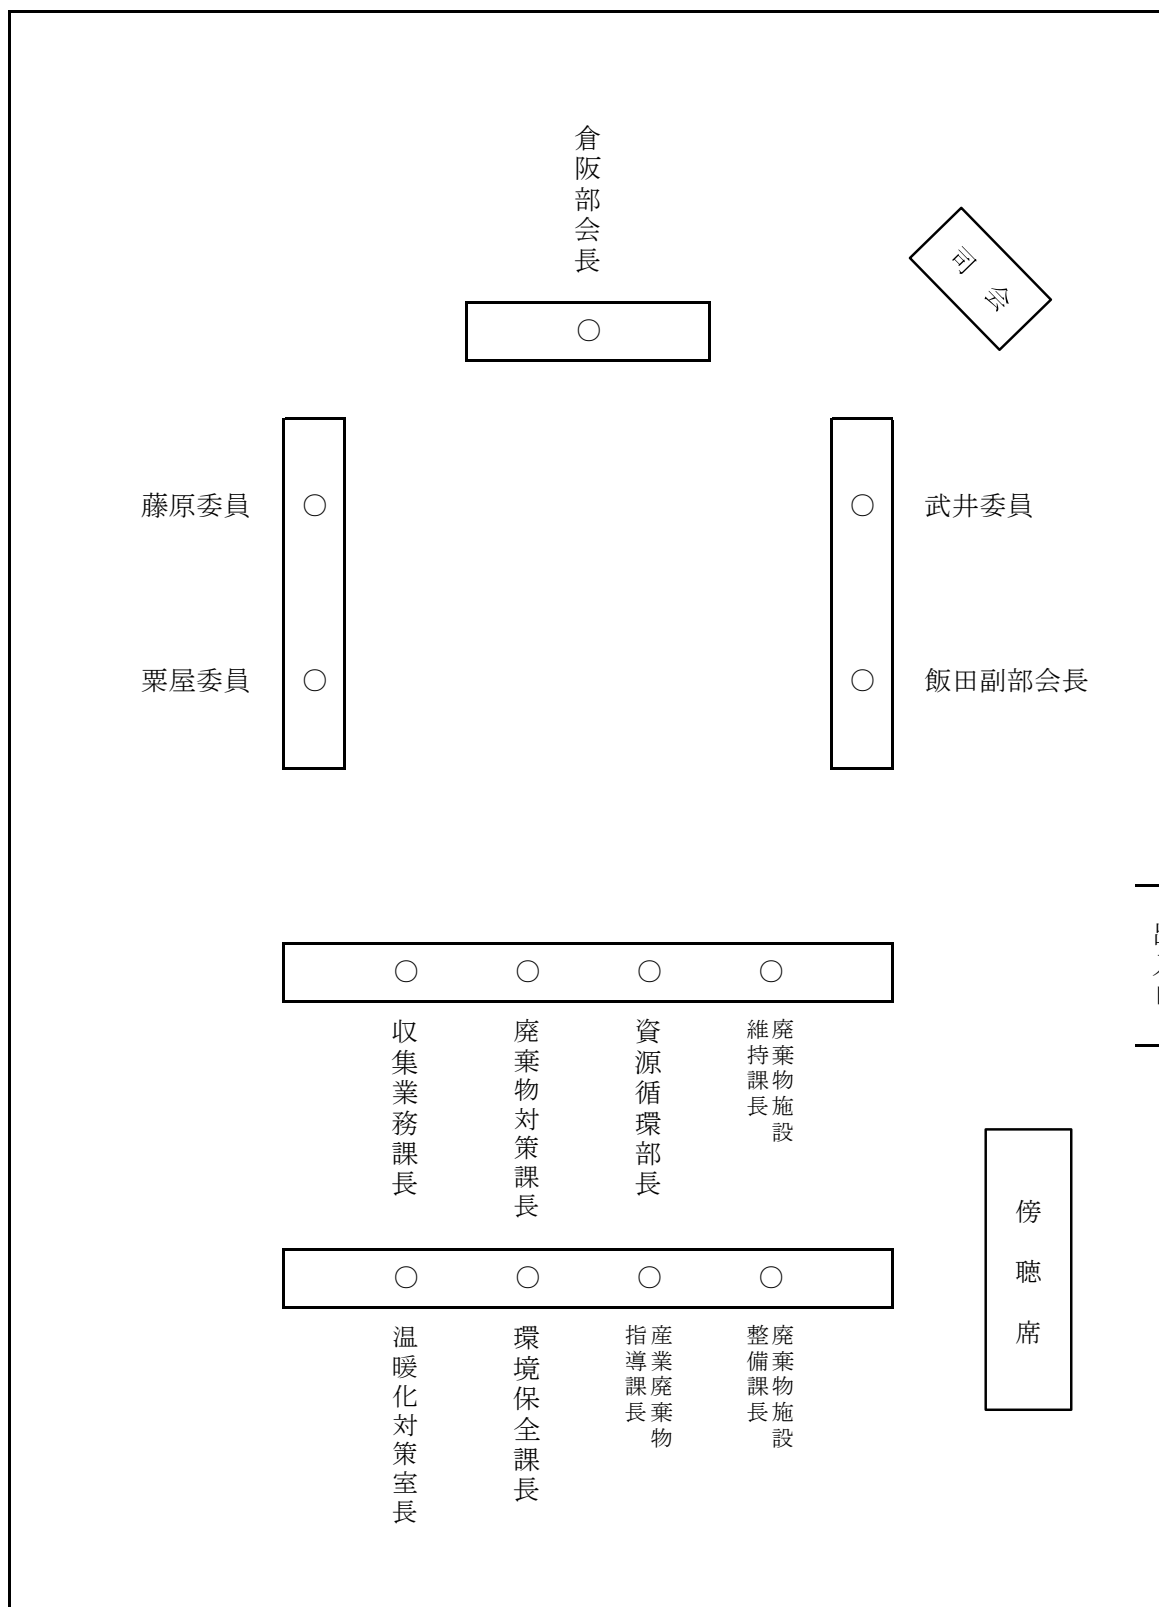 倉阪部会長
司会
藤原委員
武井委員
粟屋委員
飯田副部会長
収集業務課長
廃棄物対策課長
資源循環部長
廃棄物施設
維持課長
傍聴席
温暖化対策室長
環境保全課長
産業廃棄物
指導課長
廃棄物施設
整備課長